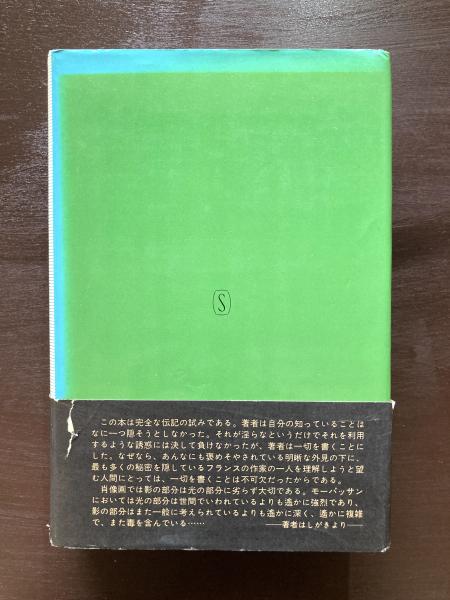 S
この本は完全な伝記の試みである。著者は自分の知っていることは
なに一つ隠そうとしなかった。それが淫らなというだけでそれを利用
するような誘惑には決して負けなかったが、著者は一切を書くことに
した。なぜなら、あんなにも褒めそやされている明晰な外見の下に、
最も多くの秘密を隠しているフランスの作家の一人を理解しようと望
む人間にとっては、一切を書くことは不可欠だったからである。
肖像画では影の部分は光の部分に劣らず大切である。モーパッサン
においては光の部分は世間でいわれているよりも遙かに強烈であり、
影の部分はまた一般に考えられているよりも遙かに深く、遙かに複雑
で、また毒を含んでいる……　――著者はしがきより――